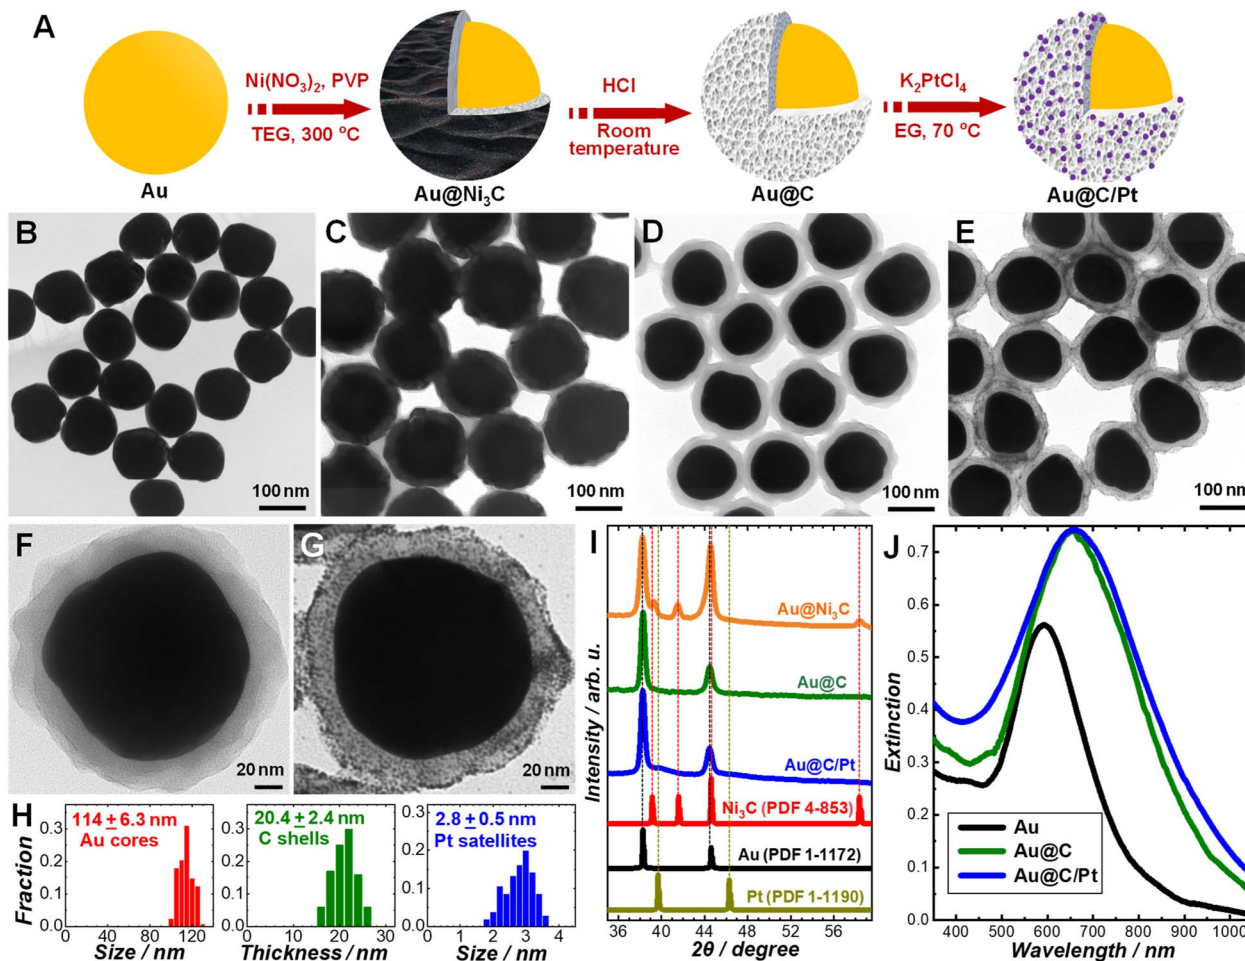 A
Ni(NO₃)₂, PVP
TEG, 300 °C
HCl
Room
temperature
K₂PtCl₄
EG, 70 °C
Au
Au@Ni₃C
Au@C
Au@C/Pt
B
100 nm
C
100 nm
D
100 nm
E
100 nm
F
20 nm
G
20 nm
H
Fraction
114 ± 6.3 nm
Au cores
0.3
0.2
0.1
0.0
0 40 80 120
Size / nm
20.4 ± 2.4 nm
C shells
0.3
0.2
0.1
0.0
0 10 20 30
Thickness / nm
2.8 ± 0.5 nm
Pt satellites
0.3
0.2
0.1
0.0
0 2 4
Size / nm
I
Intensity / arb. u.
Au@Ni₃C
Au@C
Au@C/Pt
Ni₃C (PDF 4-853)
Au (PDF 1-1172)
Pt (PDF 1-1190)
36 40 44 48 52 56
2θ / degree
J
Extinction
0.7
0.6
0.5
0.4
0.3
0.2
0.1
0.0
Au
Au@C
Au@C/Pt
400 500 600 700 800 900 1000
Wavelength / nm